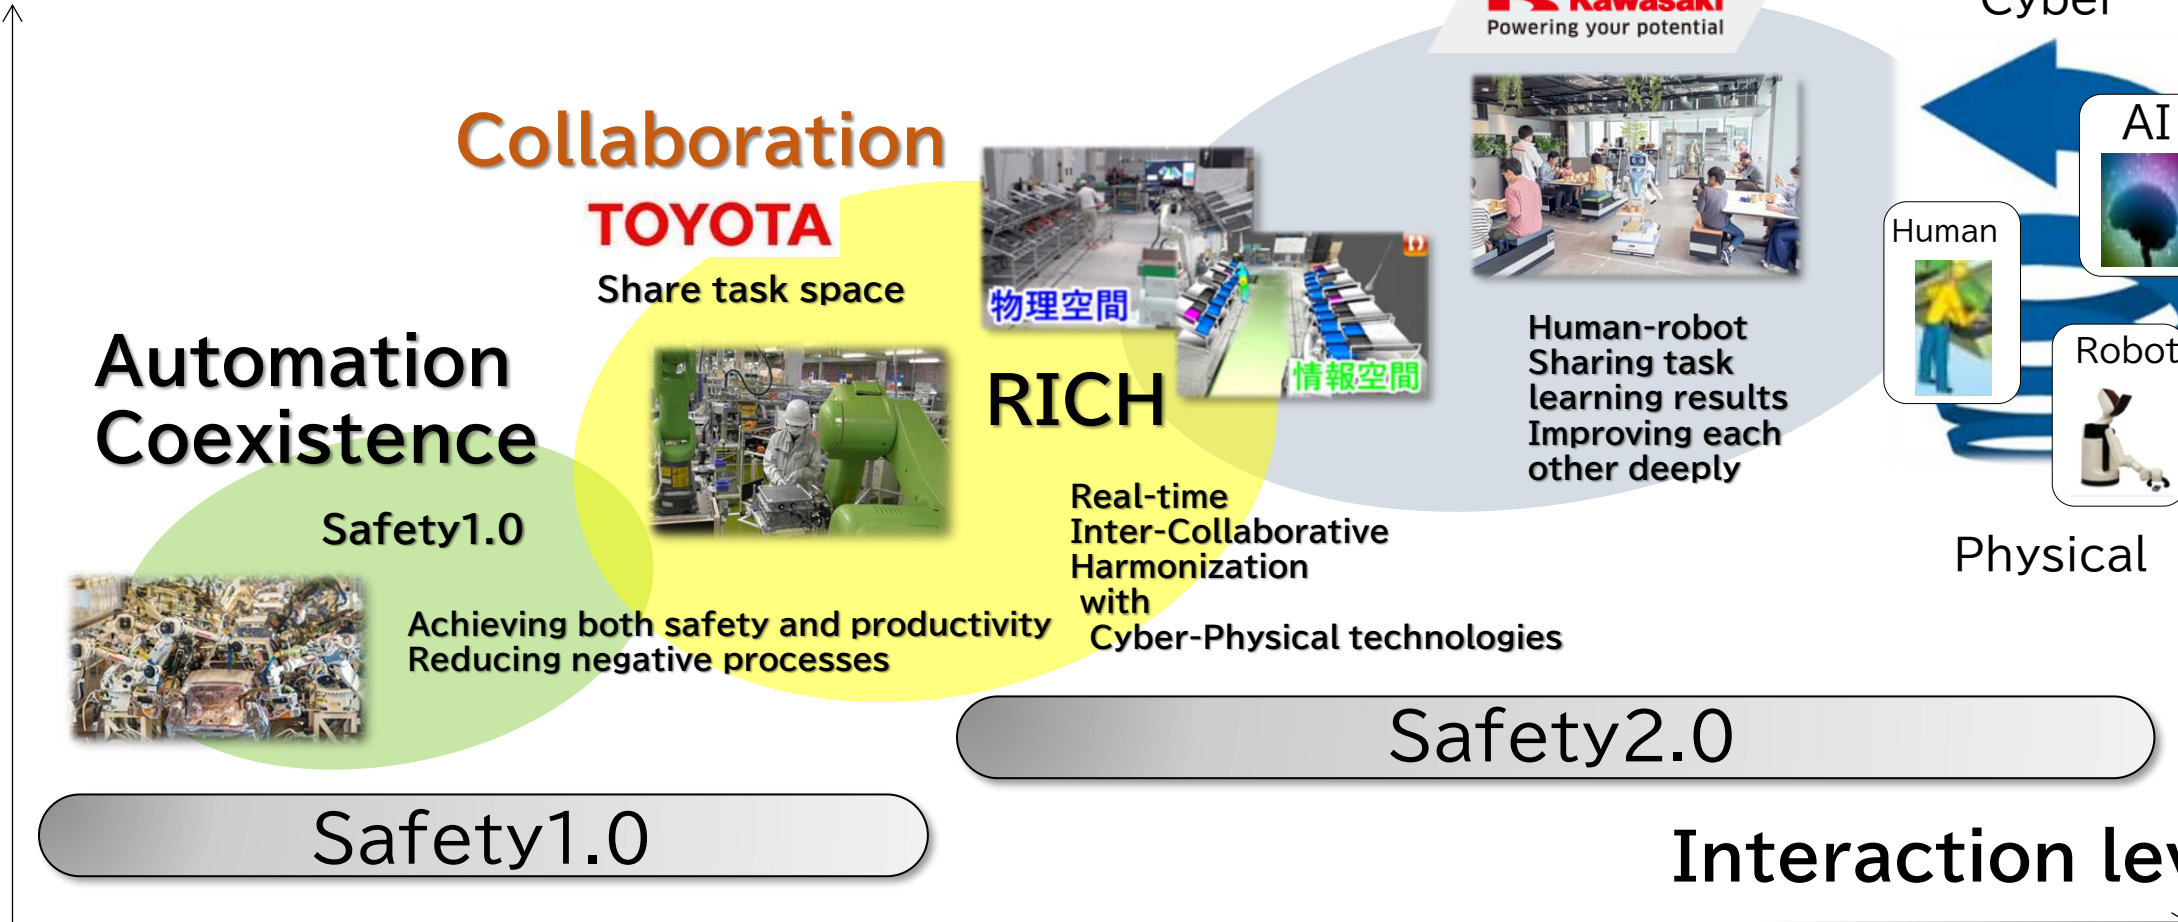 Kawasaki
Powering your potential
Cyber
Collaboration
TOYOTA
Share task space
物理空間
情報空間
AI
Human
Robot
Physical
Human-robot
Sharing task
learning results
Improving each
other deeply
Automation
Coexistence
RICH
Safety1.0
Real-time
Inter-Collaborative
Harmonization
with
Cyber-Physical technologies
Achieving both safety and productivity
Reducing negative processes
Safety2.0
Safety1.0
Interaction